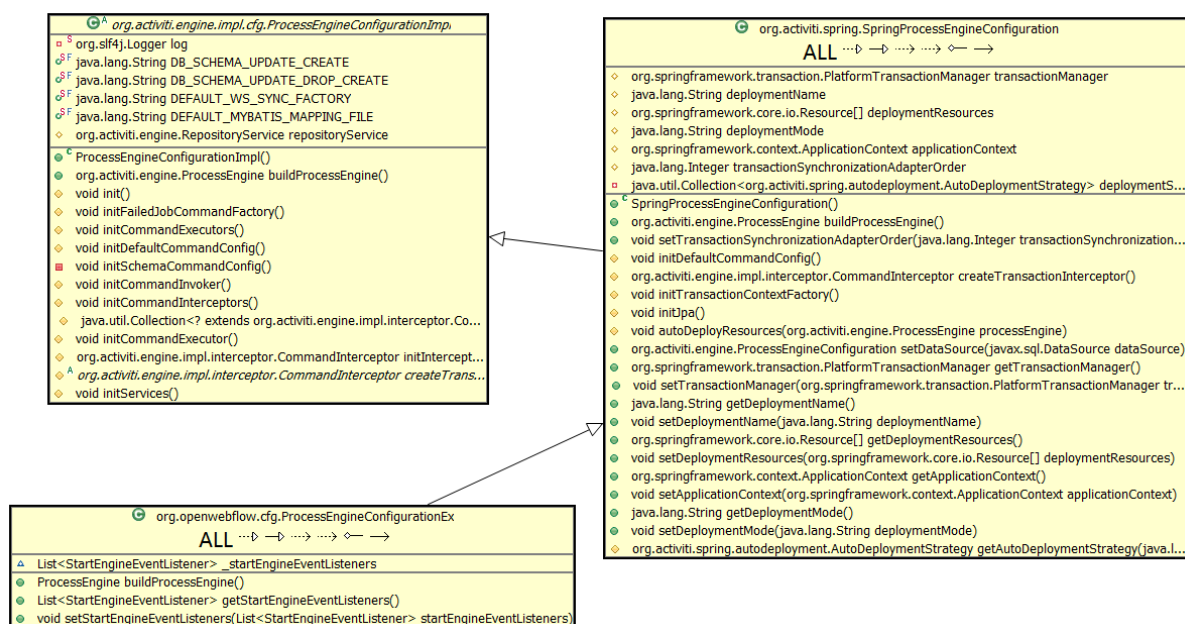 C A org.activiti.engine.impl.cfg.ProcessEngineConfigurationImpl
S org.slf4j.Logger log
S F java.lang.String DB_SCHEMA_UPDATE_CREATE
S F java.lang.String DB_SCHEMA_UPDATE_DROP_CREATE
S F java.lang.String DEFAULT_WS_SYNC_FACTORY
S F java.lang.String DEFAULT_MYBATIS_MAPPING_FILE
org.activiti.engine.RepositoryService repositoryService
C ProcessEngineConfigurationImpl()
org.activiti.engine.ProcessEngine buildProcessEngine()
void init()
void initFailedJobCommandFactory()
void initCommandExecutors()
void initDefaultCommandConfig()
void initSchemaCommandConfig()
void initCommandInvoker()
void initCommandInterceptors()
java.util.Collection<? extends org.activiti.engine.impl.interceptor.Co...
void initCommandExecutor()
org.activiti.engine.impl.interceptor.CommandInterceptor initIntercept...
A org.activiti.engine.impl.interceptor.CommandInterceptor createTrans...
void initServices()
C org.activiti.spring.SpringProcessEngineConfiguration
ALL
org.springframework.transaction.PlatformTransactionManager transactionManager
java.lang.String deploymentName
org.springframework.core.io.Resource[] deploymentResources
java.lang.String deploymentMode
org.springframework.context.ApplicationContext applicationContext
java.lang.Integer transactionSynchronizationAdapterOrder
java.util.Collection<org.activiti.spring.autodeployment.AutoDeploymentStrategy> deploymentS...
C SpringProcessEngineConfiguration()
org.activiti.engine.ProcessEngine buildProcessEngine()
void setTransactionSynchronizationAdapterOrder(java.lang.Integer transactionSynchronization...
void initDefaultCommandConfig()
org.activiti.engine.impl.interceptor.CommandInterceptor createTransactionInterceptor()
void initTransactionContextFactory()
void initJpa()
void autoDeployResources(org.activiti.engine.ProcessEngine processEngine)
org.activiti.engine.ProcessEngineConfiguration setDataSource(javax.sql.DataSource dataSource)
org.springframework.transaction.PlatformTransactionManager getTransactionManager()
void setTransactionManager(org.springframework.transaction.PlatformTransactionManager tr...
java.lang.String getDeploymentName()
void setDeploymentName(java.lang.String deploymentName)
org.springframework.core.io.Resource[] getDeploymentResources()
void setDeploymentResources(org.springframework.core.io.Resource[] deploymentResources)
org.springframework.context.ApplicationContext getApplicationContext()
void setApplicationContext(org.springframework.context.ApplicationContext applicationContext)
java.lang.String getDeploymentMode()
void setDeploymentMode(java.lang.String deploymentMode)
org.activiti.spring.autodeployment.AutoDeploymentStrategy getAutoDeploymentStrategy(java.l...
C org.openwebflow.cfg.ProcessEngineConfigurationEx
ALL
List<StartEngineEventListener> _startEngineEventListeners
ProcessEngine buildProcessEngine()
List<StartEngineEventListener> getStartEngineEventListeners()
void setStartEngineEventListeners(List<StartEngineEventListener> startEngineEventListeners)